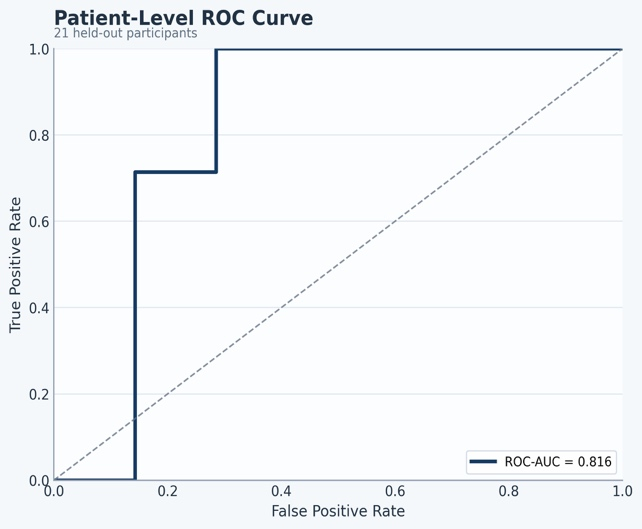 Patient-Level ROC Curve
21 held-out participants
1.0
0.8
0.6
0.4
0.2
0.0
True Positive Rate
0.0 0.2 0.4 0.6 0.8 1.0
False Positive Rate
ROC-AUC = 0.816